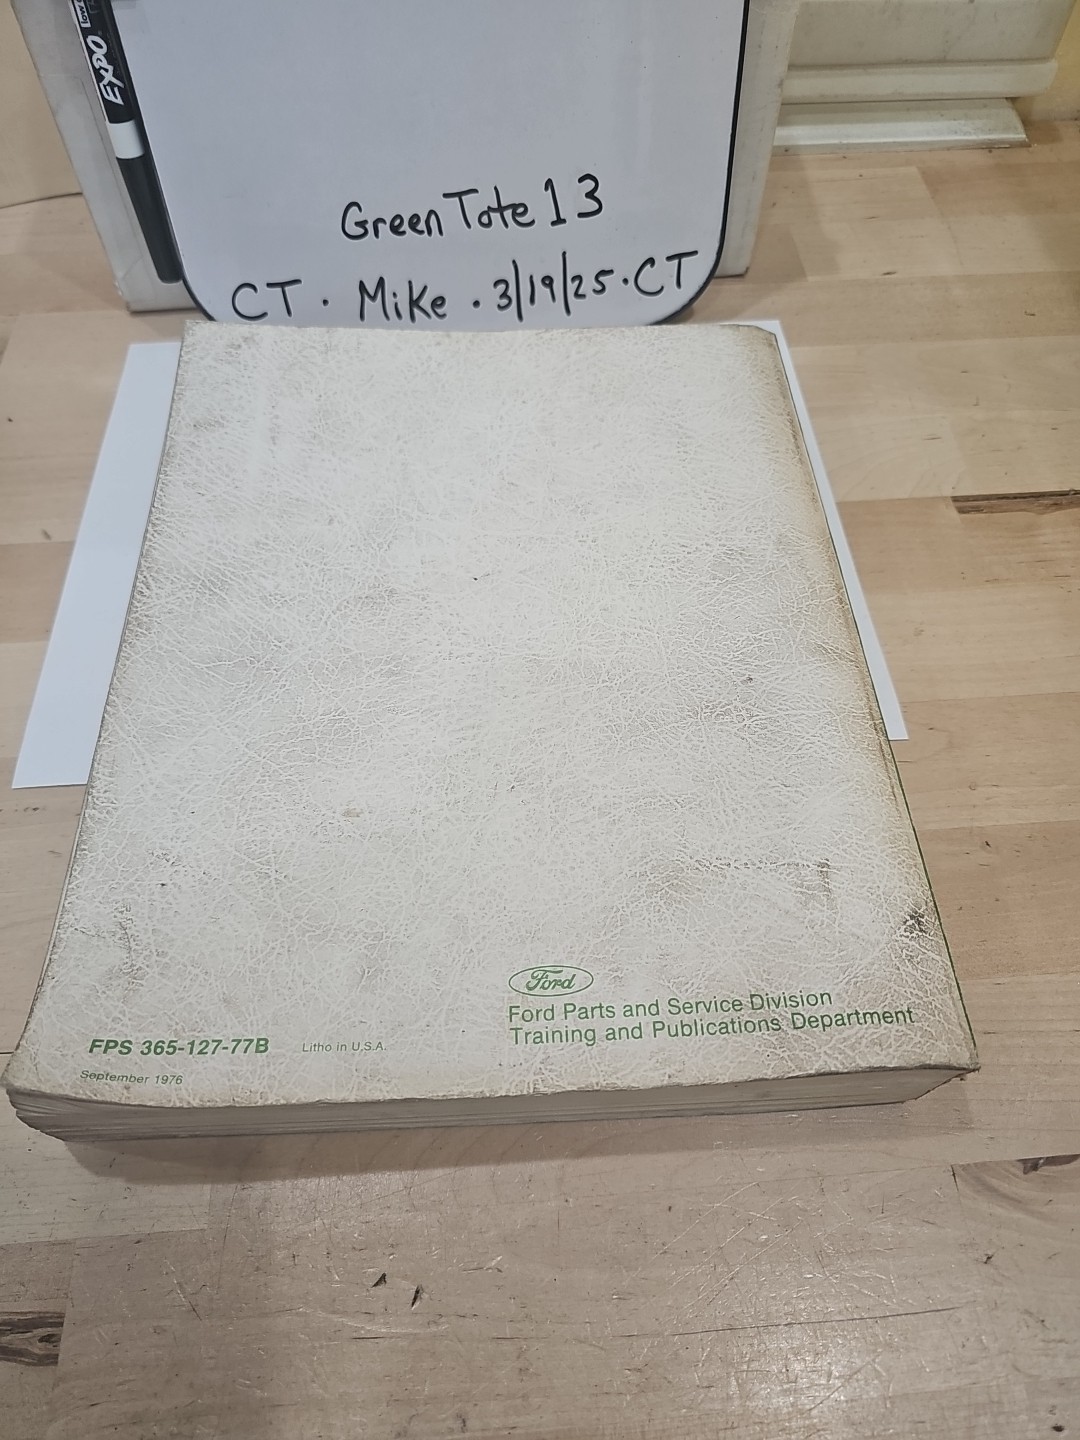 EXPO
Green Tote 13
CT · Mike · 3/19/25 · CT
Ford
Ford Parts and Service Division
Training and Publications Department
FPS 365-127-77B
Litho in U.S.A.
September 1976